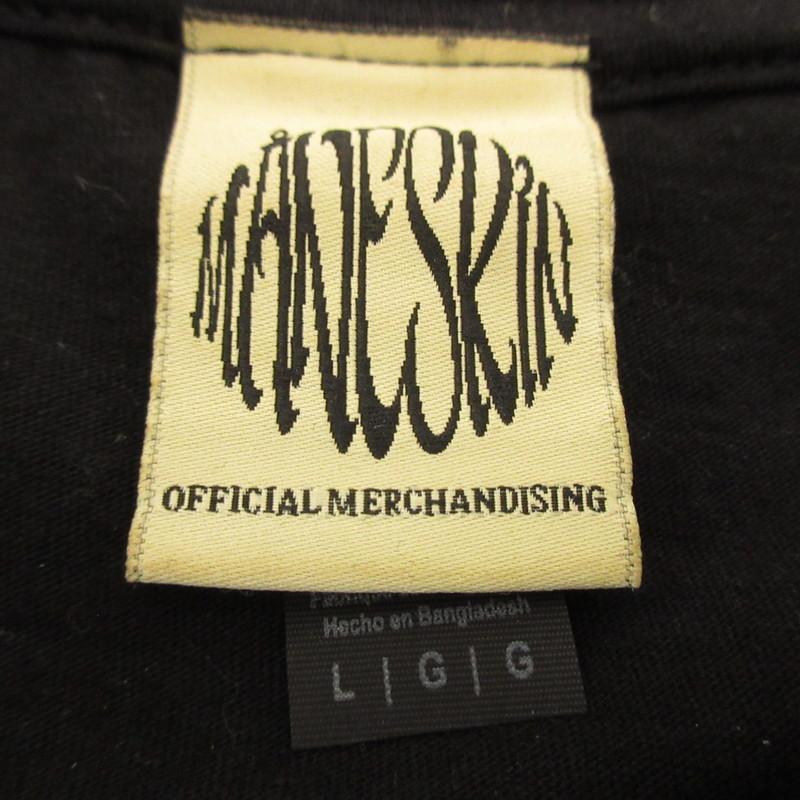 MÅNESKIN
OFFICIAL MERCHANDISING
Hecho en Bangladesh
L | G | G